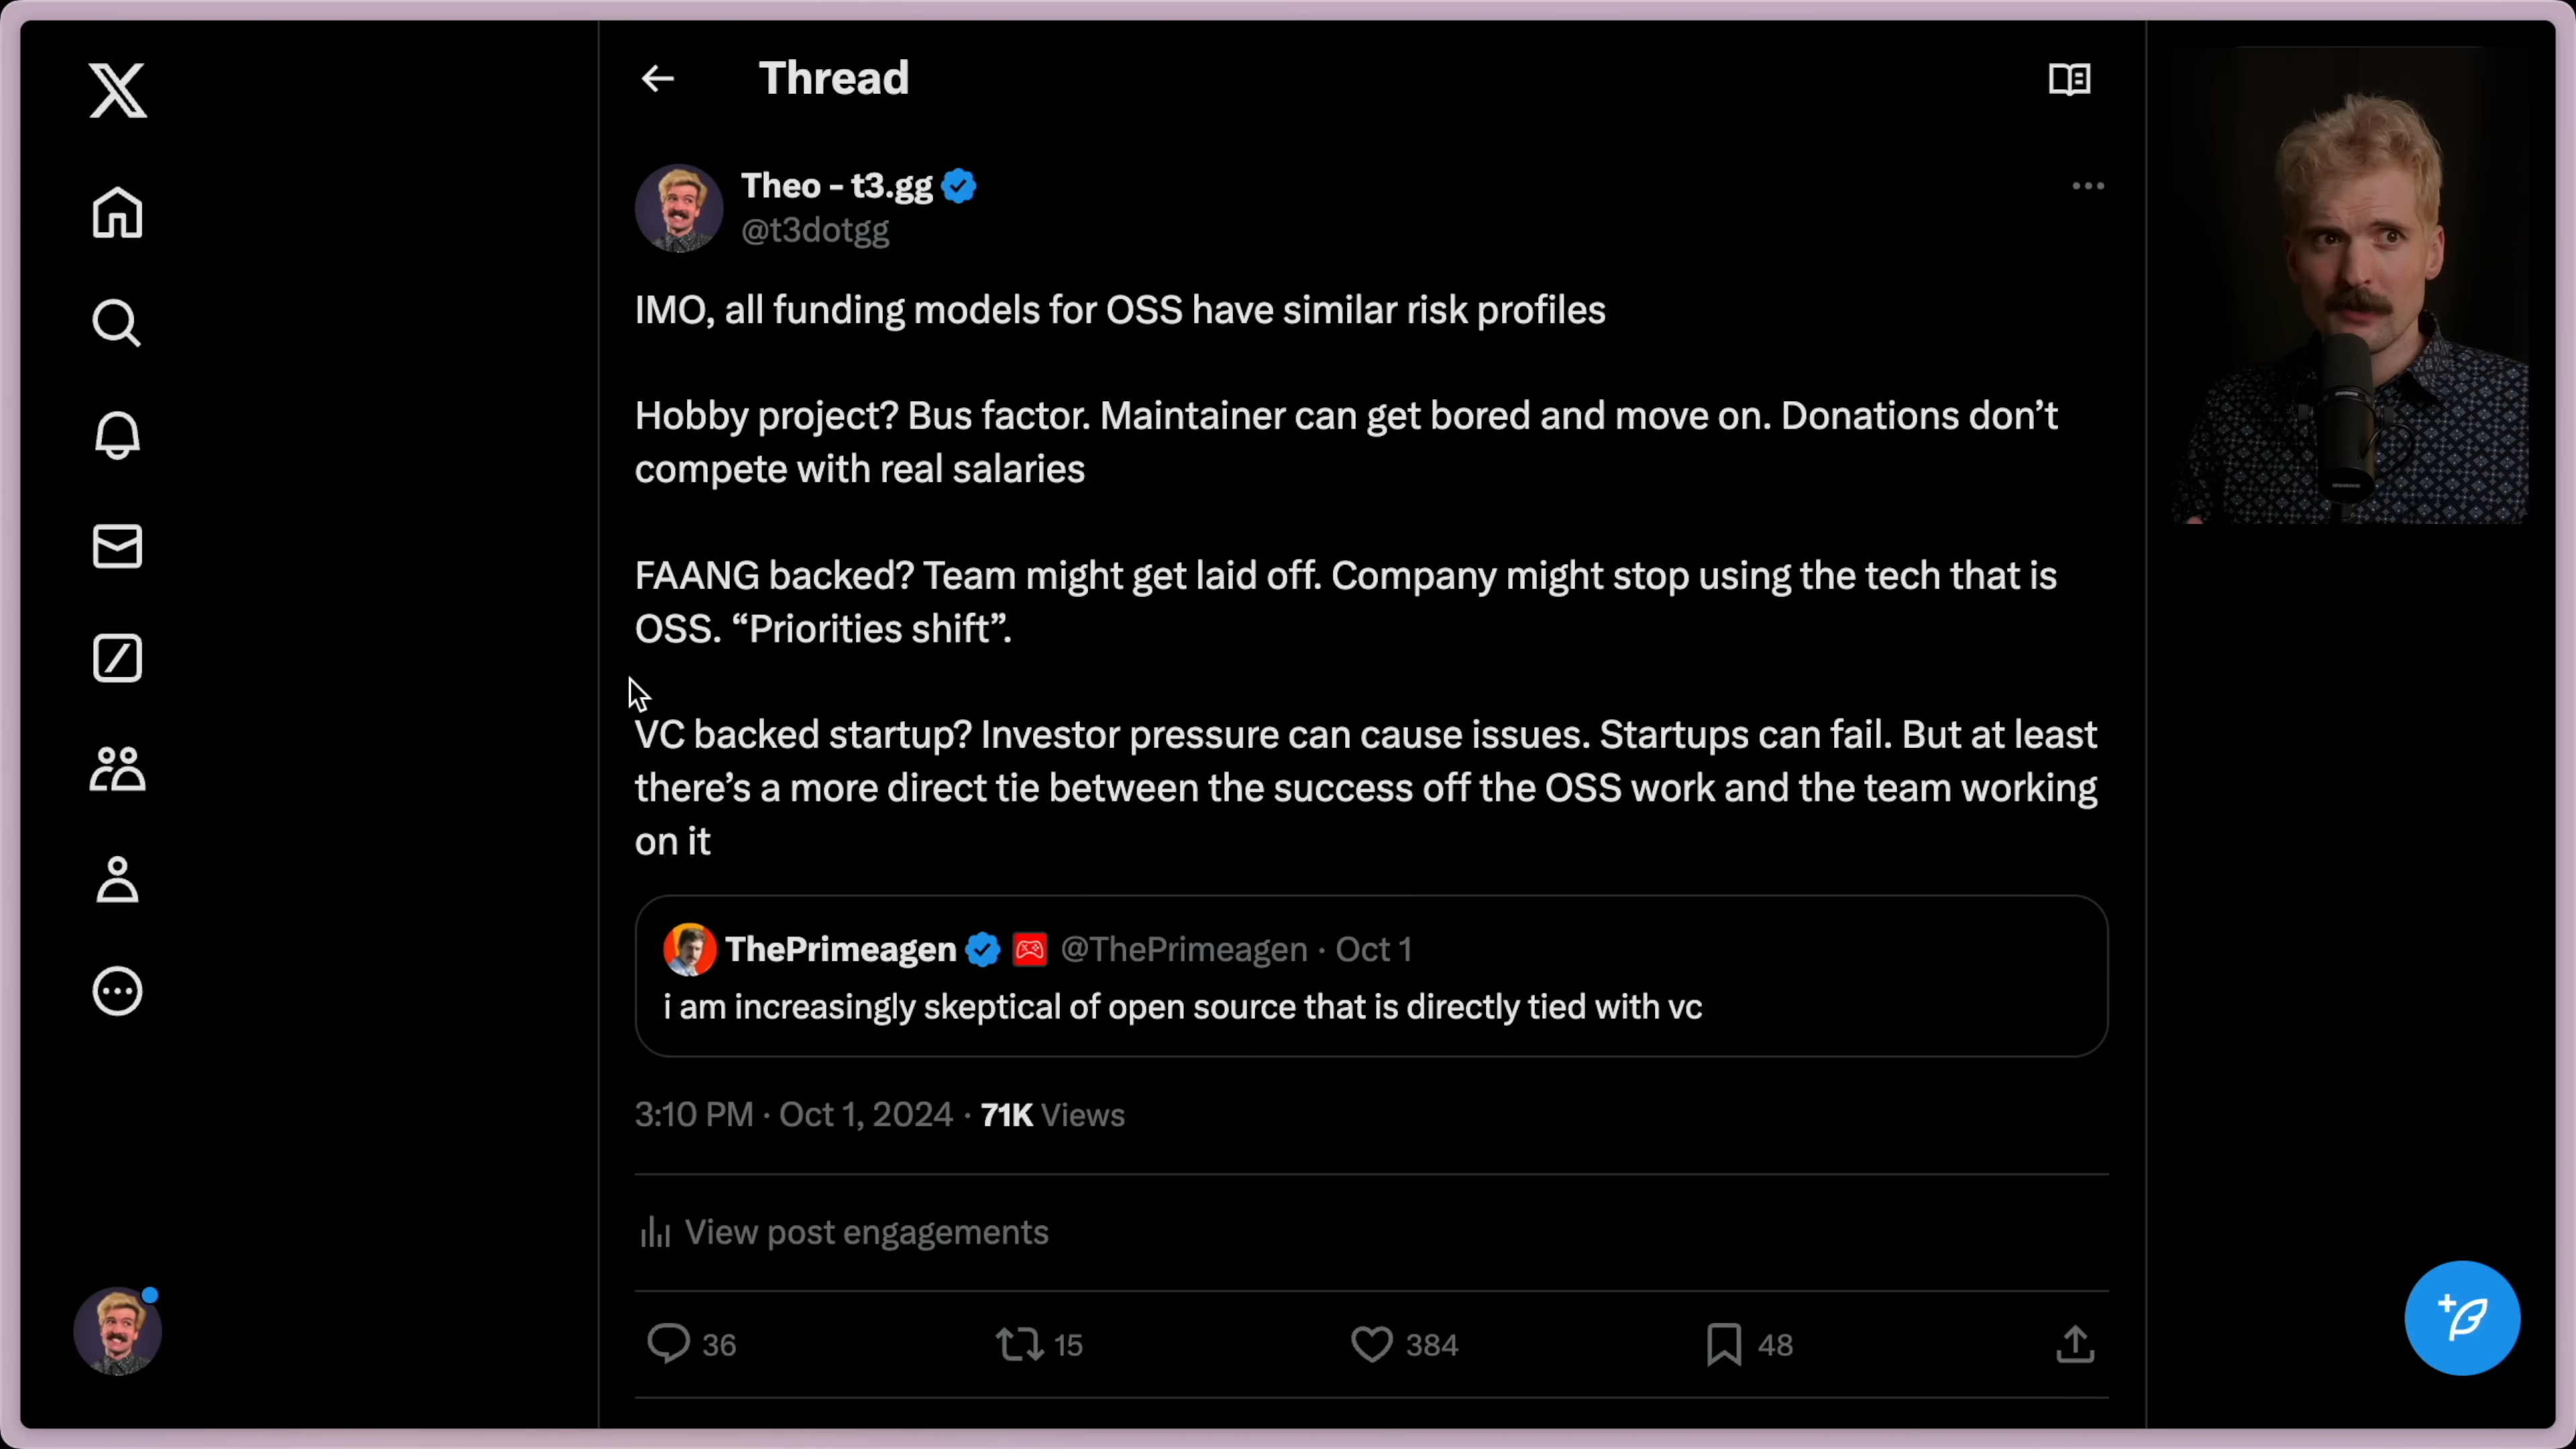 Thread
Theo - t3.gg
@t3dotgg
IMO, all funding models for OSS have similar risk profiles
Hobby project? Bus factor. Maintainer can get bored and move on. Donations don’t
compete with real salaries
FAANG backed? Team might get laid off. Company might stop using the tech that is
OSS. “Priorities shift”.
VC backed startup? Investor pressure can cause issues. Startups can fail. But at least
there’s a more direct tie between the success off the OSS work and the team working
on it
ThePrimeagen @ThePrimeagen · Oct 1
i am increasingly skeptical of open source that is directly tied with vc
3:10 PM · Oct 1, 2024 · 71K Views
View post engagements
36 15 384 48